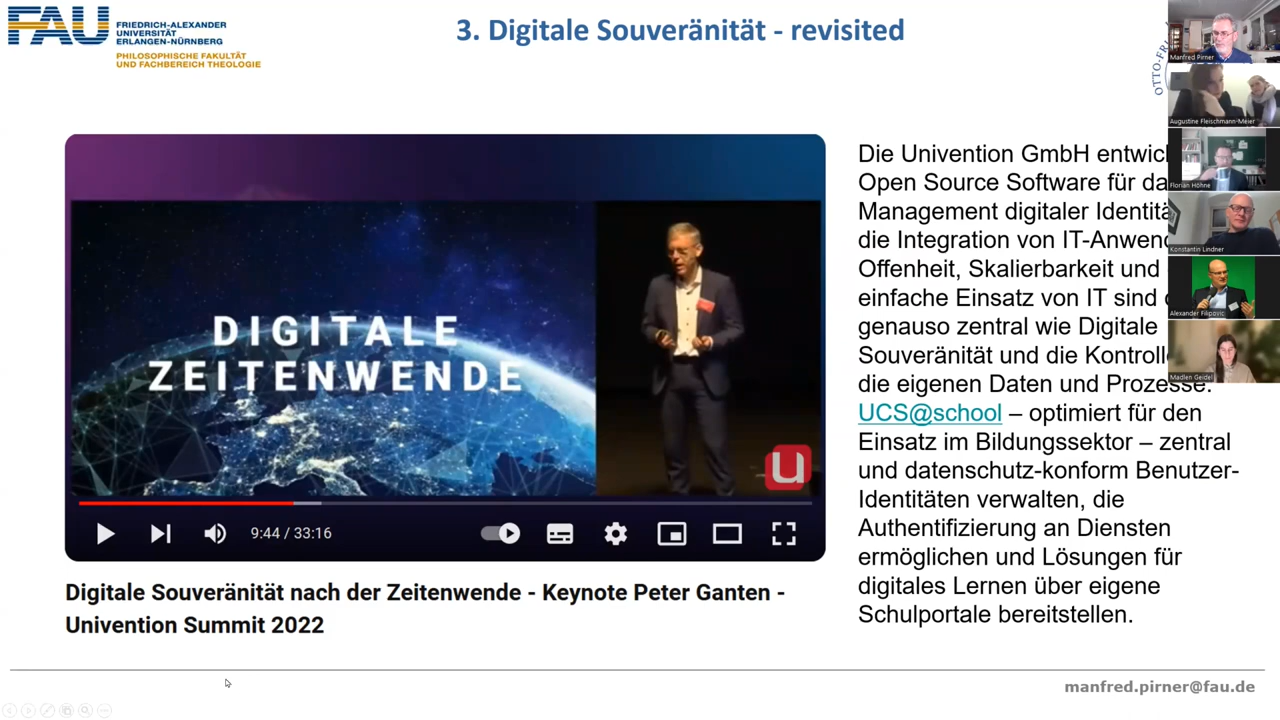 FAU
FRIEDRICH-ALEXANDER
UNIVERSITÄT
ERLANGEN-NÜRNBERG
PHILOSOPHISCHE FAKULTÄT
UND FACHBEREICH THEOLOGIE
3. Digitale Souveränität - revisited
OTTO-FRI
Manfred Pirner
Augustine Fleischmann-Meier
Florian Höhne
Konstantin Lindner
Alexander Filipovic
Madlen Geidel
DIGITALE
ZEITENWENDE
U
9:44 / 33:16
Digitale Souveränität nach der Zeitenwende - Keynote Peter Ganten -
Univention Summit 2022
Die Univention GmbH entwick
Open Source Software für da
Management digitaler Identitä
die Integration von IT-Anwend
Offenheit, Skalierbarkeit und
einfache Einsatz von IT sind
genauso zentral wie Digitale
Souveränität und die Kontrolle
die eigenen Daten und Prozesse.
UCS@school – optimiert für den
Einsatz im Bildungssektor – zentral
und datenschutz-konform Benutzer-
Identitäten verwalten, die
Authentifizierung an Diensten
ermöglichen und Lösungen für
digitales Lernen über eigene
Schulportale bereitstellen.
manfred.pirner@fau.de